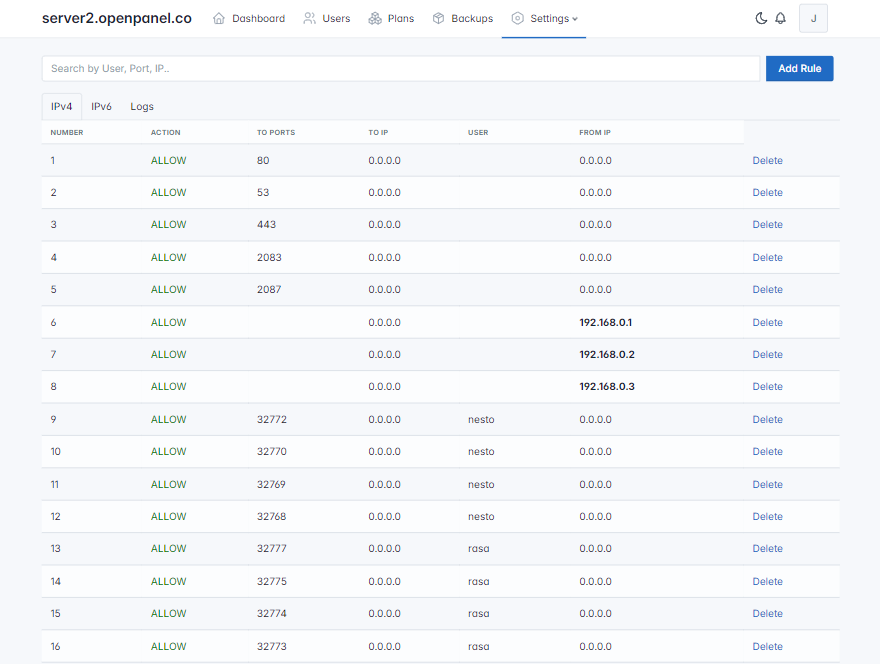 server2.openpanel.co Dashboard Users Plans Backups Settings J
Search by User, Port, IP.. Add Rule
IPv4 IPv6 Logs
NUMBER ACTION TO PORTS TO IP USER FROM IP
1 ALLOW 80 0.0.0.0 0.0.0.0 Delete
2 ALLOW 53 0.0.0.0 0.0.0.0 Delete
3 ALLOW 443 0.0.0.0 0.0.0.0 Delete
4 ALLOW 2083 0.0.0.0 0.0.0.0 Delete
5 ALLOW 2087 0.0.0.0 0.0.0.0 Delete
6 ALLOW 0.0.0.0 192.168.0.1 Delete
7 ALLOW 0.0.0.0 192.168.0.2 Delete
8 ALLOW 0.0.0.0 192.168.0.3 Delete
9 ALLOW 32772 0.0.0.0 nesto 0.0.0.0 Delete
10 ALLOW 32770 0.0.0.0 nesto 0.0.0.0 Delete
11 ALLOW 32769 0.0.0.0 nesto 0.0.0.0 Delete
12 ALLOW 32768 0.0.0.0 nesto 0.0.0.0 Delete
13 ALLOW 32777 0.0.0.0 rasa 0.0.0.0 Delete
14 ALLOW 32775 0.0.0.0 rasa 0.0.0.0 Delete
15 ALLOW 32774 0.0.0.0 rasa 0.0.0.0 Delete
16 ALLOW 32773 0.0.0.0 rasa 0.0.0.0 Delete